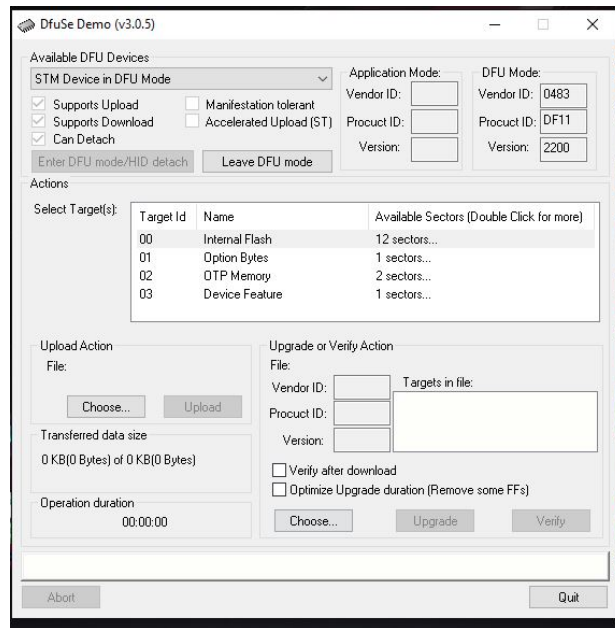 DfuSe Demo (v3.0.5)
Available DFU Devices
STM Device in DFU Mode
Supports Upload
Manifestation tolerant
Supports Download
Accelerated Upload (ST)
Can Detach
Enter DFU mode/HID detach
Leave DFU mode
Application Mode:
Vendor ID:
Procuct ID:
Version:
DFU Mode:
Vendor ID: 0483
Procuct ID: DF11
Version: 2200
Actions
Select Target(s):
Target Id Name Available Sectors (Double Click for more)
00 Internal Flash 12 sectors...
01 Option Bytes 1 sectors...
02 OTP Memory 2 sectors...
03 Device Feature 1 sectors...
Upload Action
File:
Choose... Upload
Transferred data size
0 KB(0 Bytes) of 0 KB(0 Bytes)
Operation duration
00:00:00
Upgrade or Verify Action
File:
Vendor ID:
Procuct ID:
Version:
Targets in file:
Verify after download
Optimize Upgrade duration (Remove some FFs)
Choose... Upgrade Verify
Abort Quit